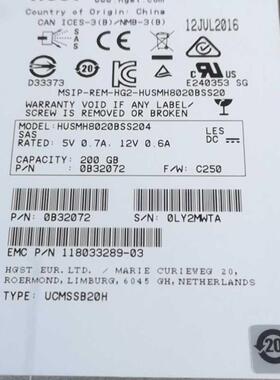 Country of Origin: China
CAN ICES-3(B)/NMB-3(B)
12JUL2016
SAS
D33373
E240353 SG
MSIP-REM-HG2-HUSMH8020BSS20
WARRANTY VOID IF ANY LABEL/
SCREW IS REMOVED OR BROKEN
MODEL: HUSMH8020BSS204
SAS
RATED: 5V 0.7A. 12V 0.6A
LES
DC
CAPACITY: 200 GB
P/N: 0B32072
F/W: C250
P/N: 0B32072
S/N: 0LY2MWTA
EMC P/N 118033289-03
HGST EUR.LTD. / MARIE CURIEWEG 20,
ROERMOND, LIMBURG, 6045 GH, NETHERLANDS
TYPE: UCMSSB20H
20
20